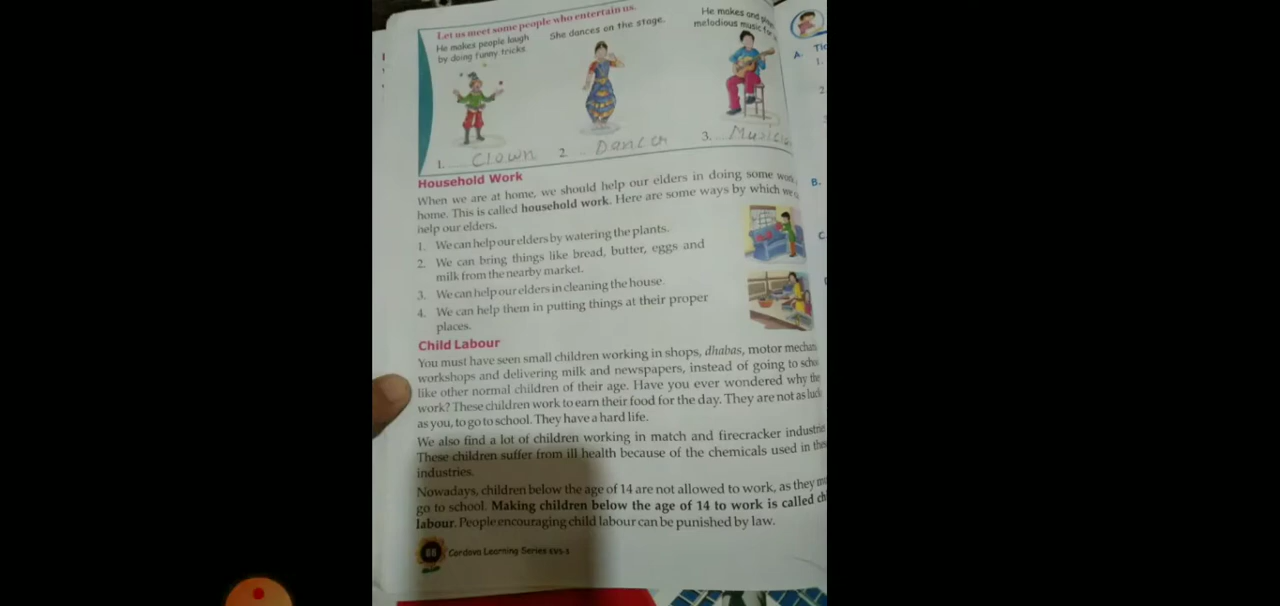 Let us meet some people who entertain us.
He makes people laugh
by doing funny tricks
She dances on the stage.
He makes and
melodious music for
1. Clown 2. Dancer 3.
Household Work
When we are at home, we should help our elders in doing some
home. This is called household work. Here are some ways by which we
help our elders.
1. We can help our elders by watering the plants.
2. We can bring things like bread, butter, eggs and
milk from the nearby market.
3. We can help our elders in cleaning the house.
4. We can help them in putting things at their proper
places.
Child Labour
You must have seen small children working in shops, dhabas, motor
workshops and delivering milk and newspapers, instead of going to
like other normal children of their age. Have you ever wondered why
work? These children work to earn their food for the day. They are not as
as you, to go to school. They have a hard life.
We also find a lot of children working in match and firecracker
These children suffer from ill health because of the chemicals used in
industries.
Nowadays, children below the age of 14 are not allowed to work, as they
go to school. Making children below the age of 14 to work is called
labour. People encouraging child labour can be punished by law.
Cordova Learning Series
A.
1.
2.
B.
C.